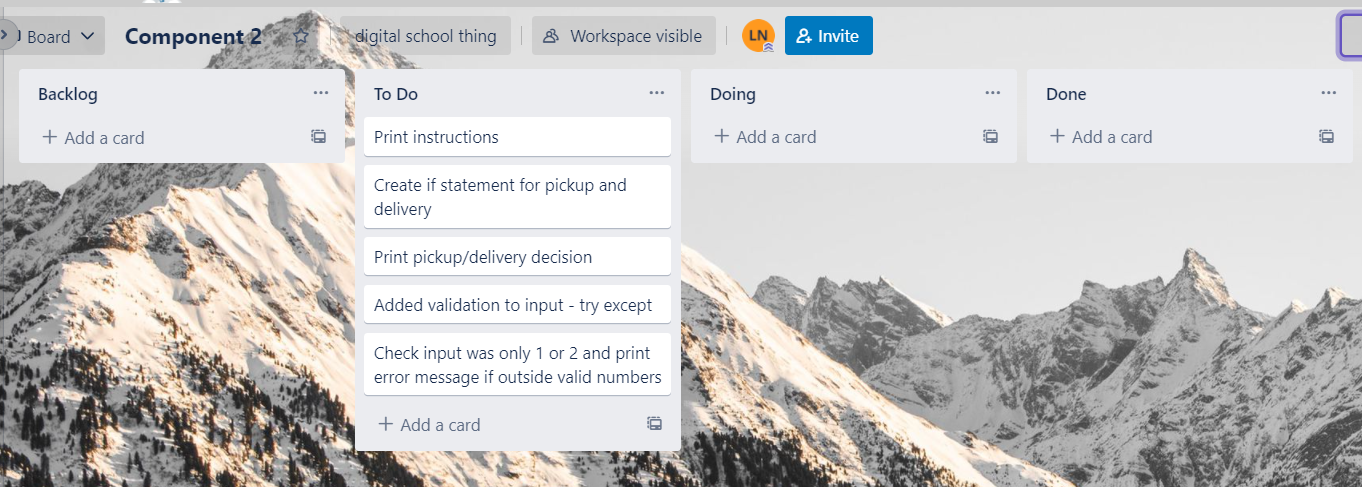 Board
Component 2
digital school thing
Workspace visible
LN
Invite
Backlog
Add a card
To Do
Print instructions
Create if statement for pickup and
delivery
Print pickup/delivery decision
Added validation to input - try except
Check input was only 1 or 2 and print
error message if outside valid numbers
Add a card
Doing
Add a card
Done
Add a card